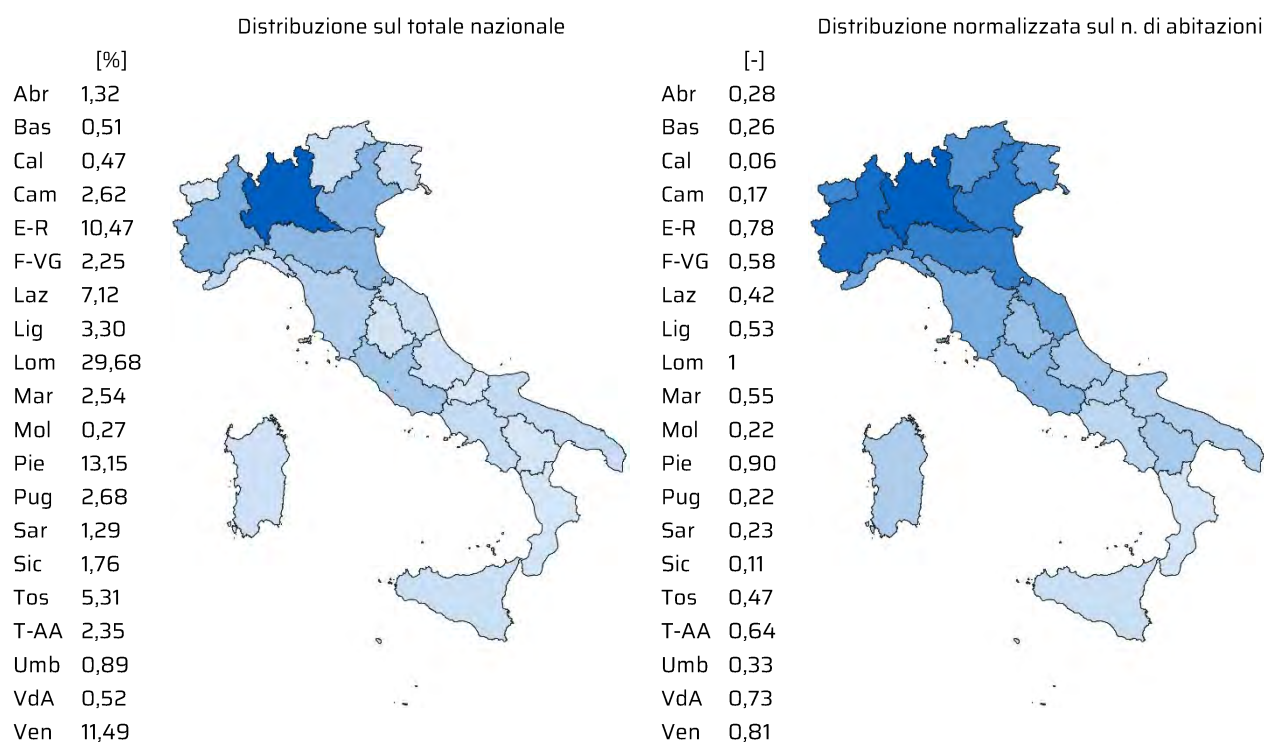 Distribuzione sul totale nazionale
[%]
Abr 1,32
Bas 0,51
Cal 0,47
Cam 2,62
E-R 10,47
F-VG 2,25
Laz 7,12
Lig 3,30
Lom 29,68
Mar 2,54
Mol 0,27
Pie 13,15
Pug 2,68
Sar 1,29
Sic 1,76
Tos 5,31
T-AA 2,35
Umb 0,89
VdA 0,52
Ven 11,49
Distribuzione normalizzata sul n. di abitazioni
[-]
Abr 0,28
Bas 0,26
Cal 0,06
Cam 0,17
E-R 0,78
F-VG 0,58
Laz 0,42
Lig 0,53
Lom 1
Mar 0,55
Mol 0,22
Pie 0,90
Pug 0,22
Sar 0,23
Sic 0,11
Tos 0,47
T-AA 0,64
Umb 0,33
VdA 0,73
Ven 0,81